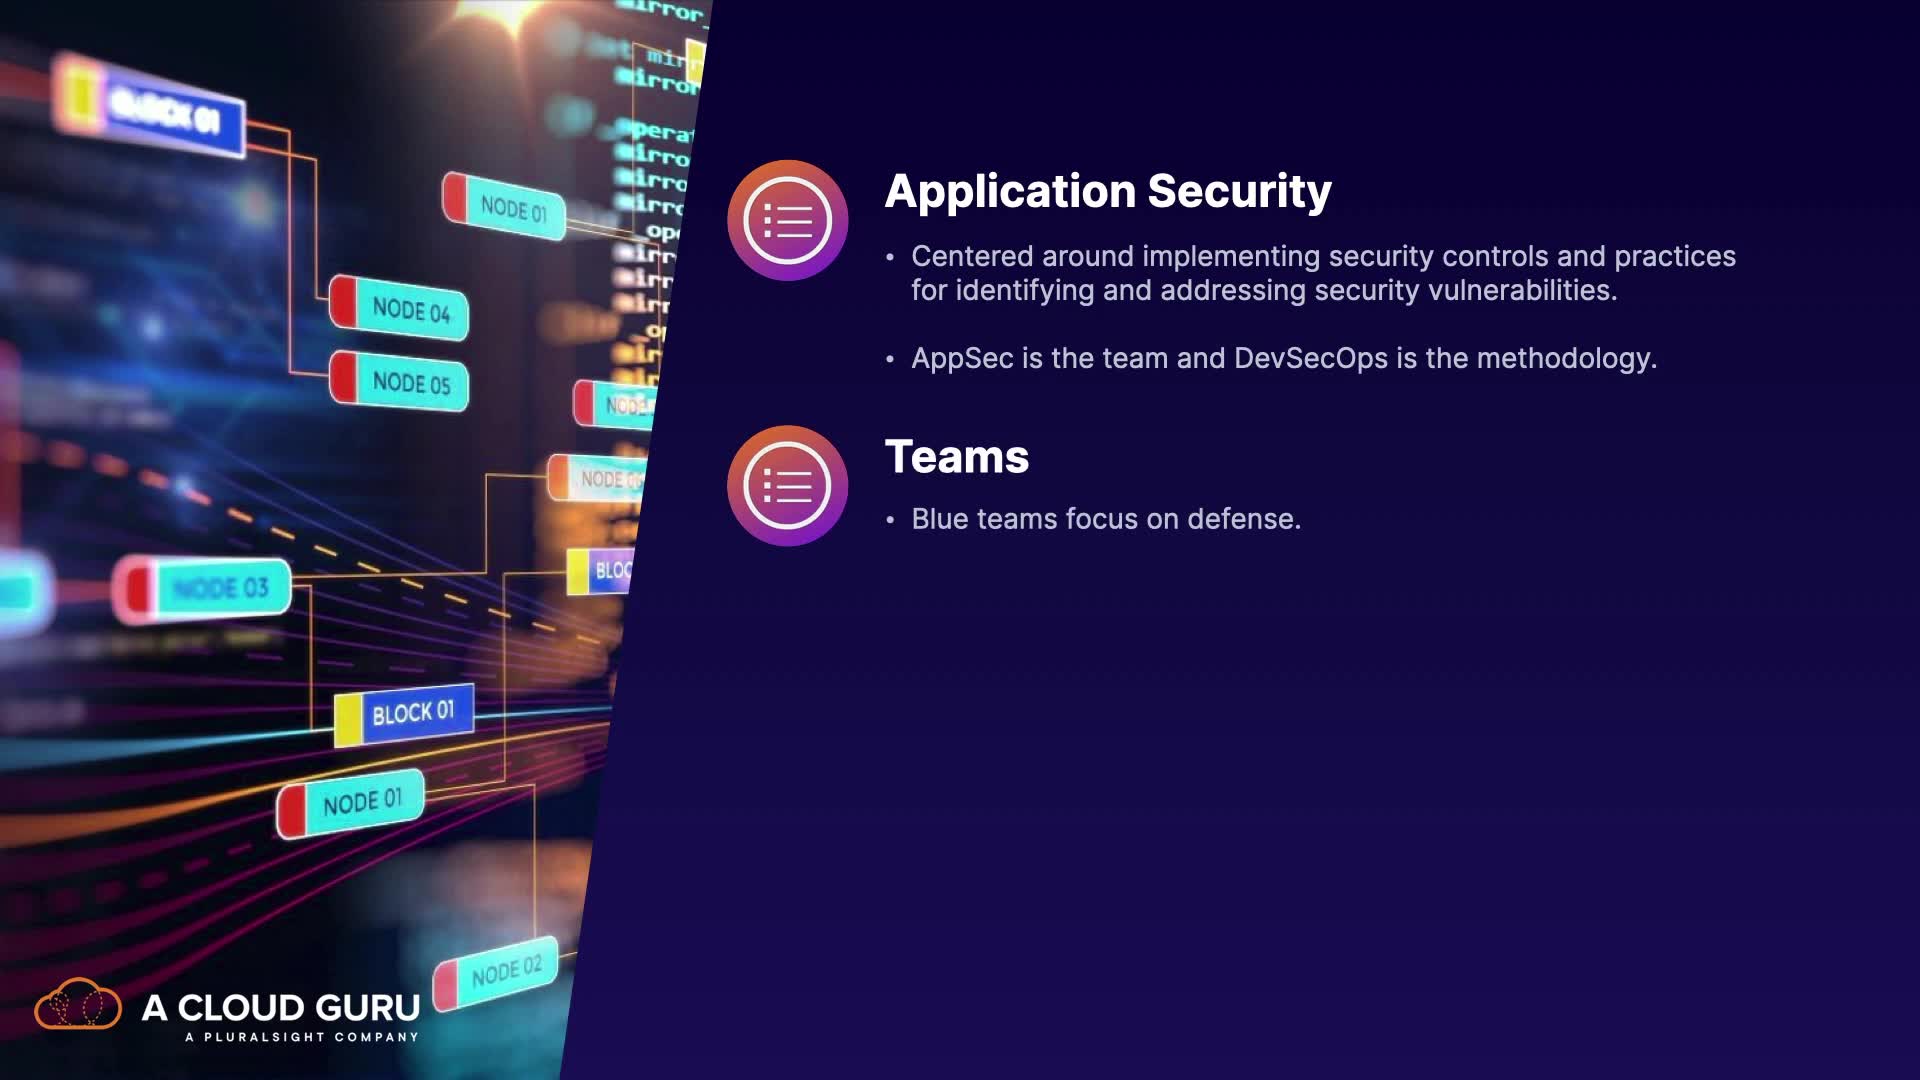 Application Security
• Centered around implementing security controls and practices
for identifying and addressing security vulnerabilities.
• AppSec is the team and DevSecOps is the methodology.
Teams
• Blue teams focus on defense.
BLOCK 01
NODE 01
NODE 04
NODE 05
NODE 03
BLOCK 01
NODE 01
NODE 02
A CLOUD GURU
A PLURALSIGHT COMPANY